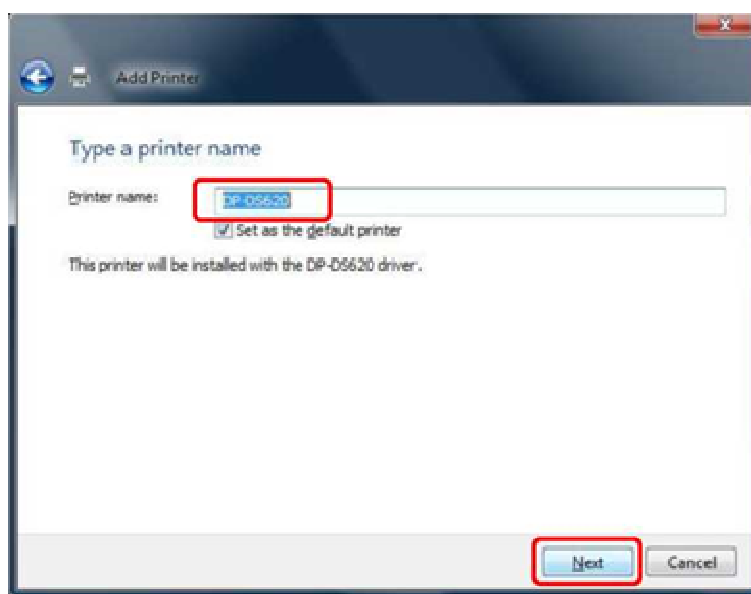 Add Printer
Type a printer name
Printer name: DP-DS620
Set as the default printer
This printer will be installed with the DP-DS620 driver.
Next Cancel